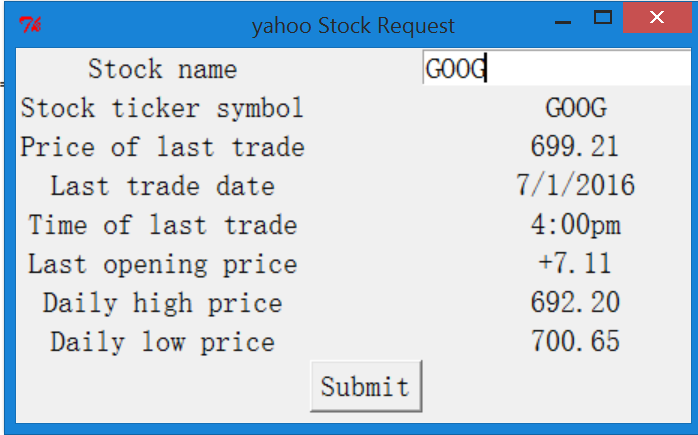 Tk yahoo Stock Request
Stock name GOOG
Stock ticker symbol GOOG
Price of last trade 699.21
Last trade date 7/1/2016
Time of last trade 4:00pm
Last opening price +7.11
Daily high price 692.20
Daily low price 700.65
Submit